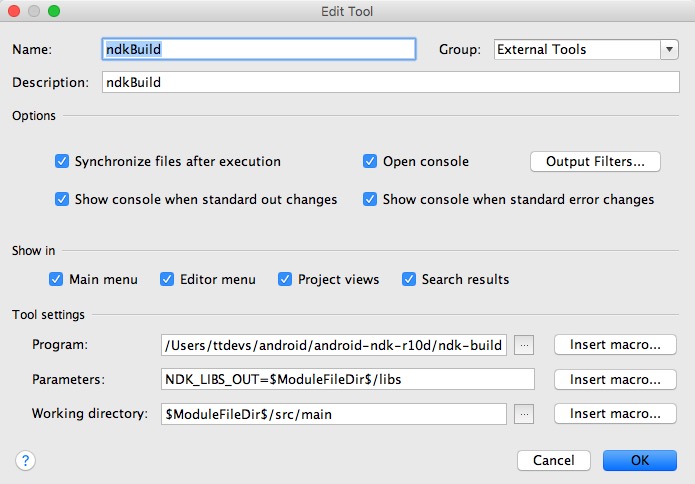 Edit Tool
Name: ndkBuild Group: External Tools
Description: ndkBuild
Options
Synchronize files after execution Open console Output Filters...
Show console when standard out changes Show console when standard error changes
Show in
Main menu Editor menu Project views Search results
Tool settings
Program: /Users/ttdevs/android/android-ndk-r10d/ndk-build ... Insert macro...
Parameters: NDK_LIBS_OUT=$ModuleFileDir$/libs Insert macro...
Working directory: $ModuleFileDir$/src/main ... Insert macro...
? Cancel OK